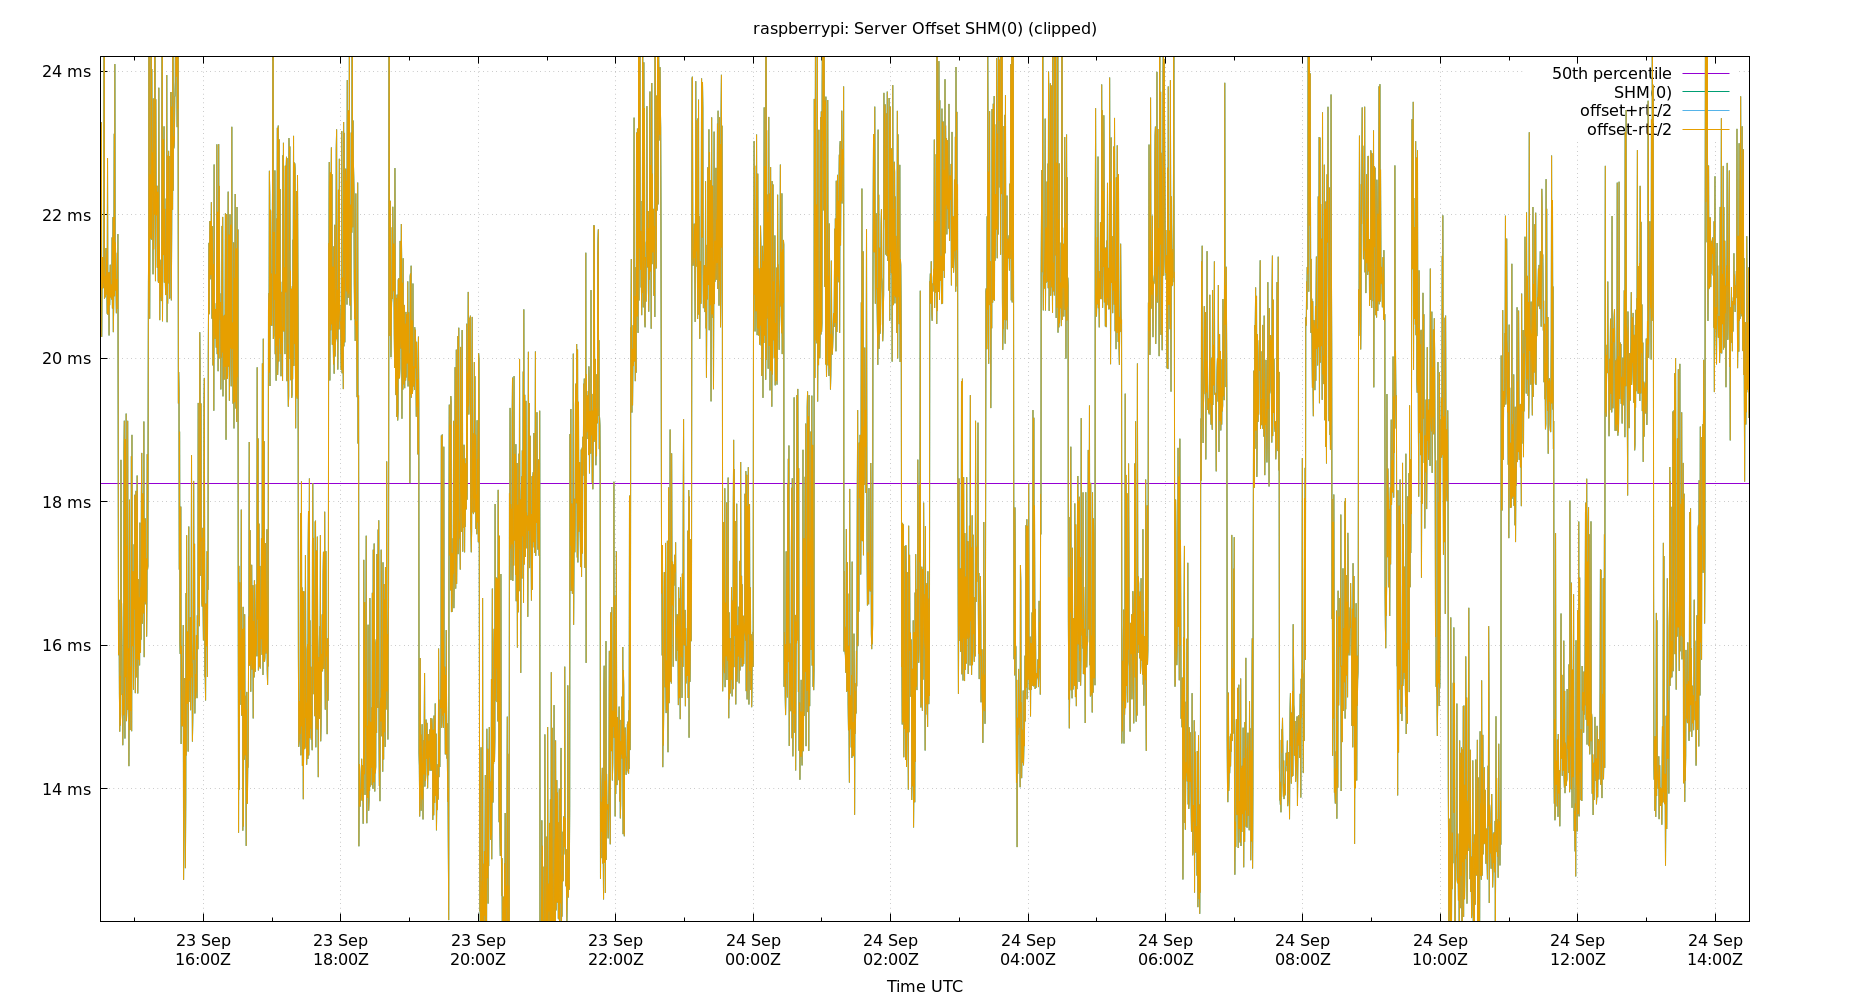 raspberrypi: Server Offset SHM(0) (clipped)
24 ms
22 ms
20 ms
18 ms
16 ms
14 ms
50th percentile
SHM(0)
offset+rtt/2
offset-rtt/2
23 Sep
16:00Z
23 Sep
18:00Z
23 Sep
20:00Z
23 Sep
22:00Z
24 Sep
00:00Z
24 Sep
02:00Z
24 Sep
04:00Z
24 Sep
06:00Z
24 Sep
08:00Z
24 Sep
10:00Z
24 Sep
12:00Z
24 Sep
14:00Z
Time UTC